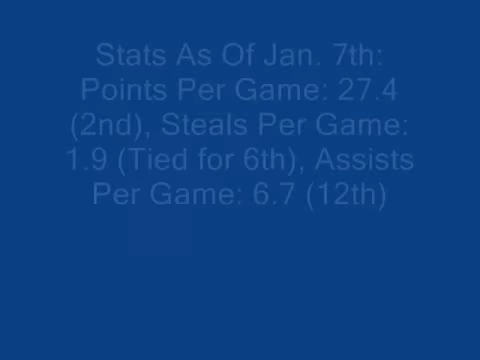 Stats As Of Jan. 7th:
Points Per Game: 27.4
(2nd), Steals Per Game:
1.9 (Tied for 6th), Assists
Per Game: 6.7 (12th)